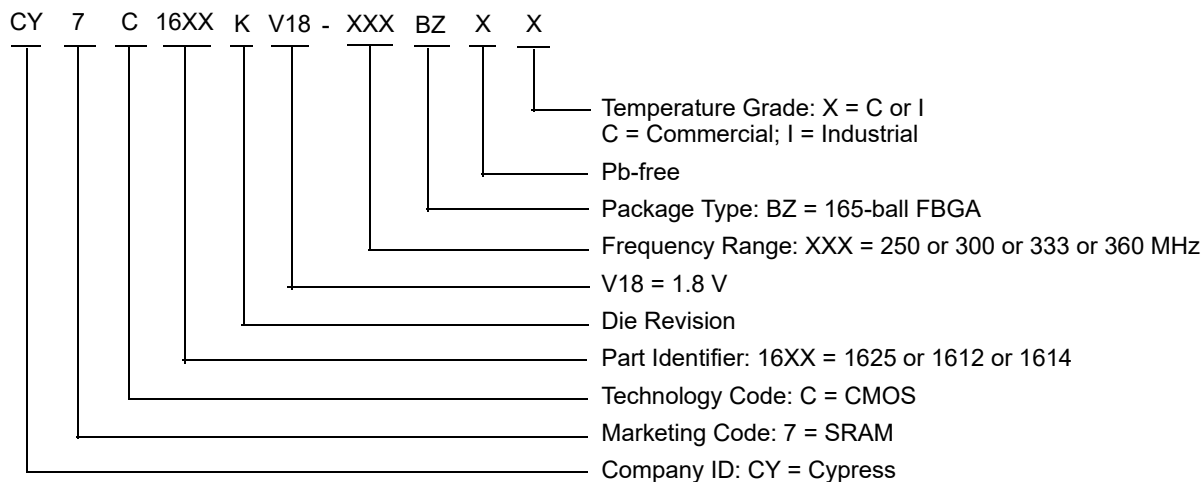 CY 7 C 16XX K V18 - XXX BZ X X
Temperature Grade: X = C or I
C = Commercial; I = Industrial
Pb-free
Package Type: BZ = 165-ball FBGA
Frequency Range: XXX = 250 or 300 or 333 or 360 MHz
V18 = 1.8 V
Die Revision
Part Identifier: 16XX = 1625 or 1612 or 1614
Technology Code: C = CMOS
Marketing Code: 7 = SRAM
Company ID: CY = Cypress